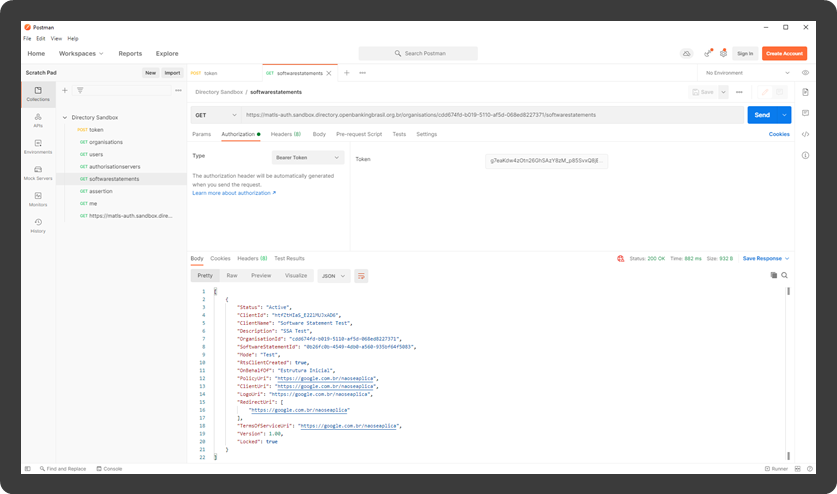 Postman
File Edit View Help
Home Workspaces Reports Explore Search Postman Sign In Create Account
Scratch Pad New Import POST token GET softwarestatements No Environment
Collections
APIs
Environments
Mock Servers
Monitors
History
Directory Sandbox
POST token
GET organisations
GET users
GET authorisationservers
GET softwarestatements
GET assertion
GET me
GET https://matls-auth.sandbox.dire...
Directory Sandbox / softwarestatements Save
GET https://matls-auth.sandbox.directory.openbankingbrasil.org.br/organisations/cdd674fd-b019-5110-af5d-068ed8227371/softwarestatements Send
Params Authorization Headers (8) Body Pre-request Script Tests Settings Cookies
Type Bearer Token
The authorization header will be automatically generated
when you send the request.
Learn more about authorization
Token
Body Cookies Headers (8) Test Results Status: 200 OK Time: 882 ms Size: 932 B Save Response
Pretty Raw Preview Visualize JSON
1 [
2 {
3 "Status": "Active",
4 "ClientId":
5 "ClientName": "Software Statement Test",
6 "Description": "SSA Test",
7 "OrganisationId": "cdd674fd-b019-5110-af5d-068ed8227371",
8 "SoftwareStatementId":
9 "Mode": "Test",
10 "RtsClientCreated": true,
11 "OnBehalfOf": "Estrutura Inicial",
12 "PolicyUri": "https://google.com.br/naoseaplica",
13 "ClientUri": "https://google.com.br/naoseaplica",
14 "LogoUri": "https://google.com.br/naoseaplica",
15 "RedirectUri": [
16 "https://google.com.br/naoseaplica"
17 ],
18 "TermsOfServiceUri": "https://google.com.br/naoseaplica",
19 "Version": 1.00,
20 "Locked": true
21 }
22 ]
Find and Replace Console Runner